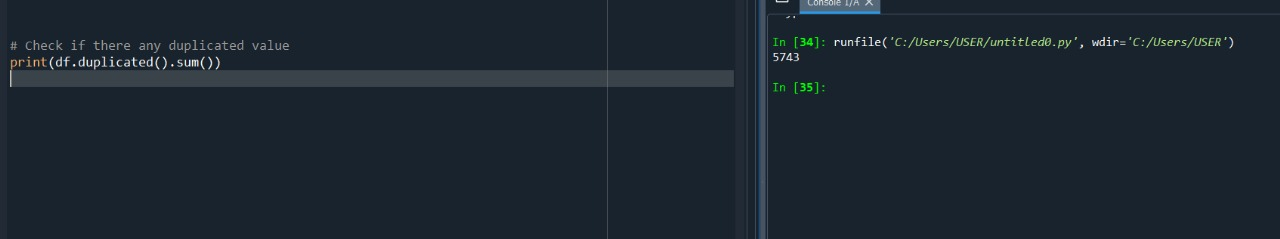 # Check if there any duplicated value
print(df.duplicated().sum())
Console 1/A X
In [34]: runfile('C:/Users/USER/untitled0.py', wdir='C:/Users/USER')
5743
In [35]: